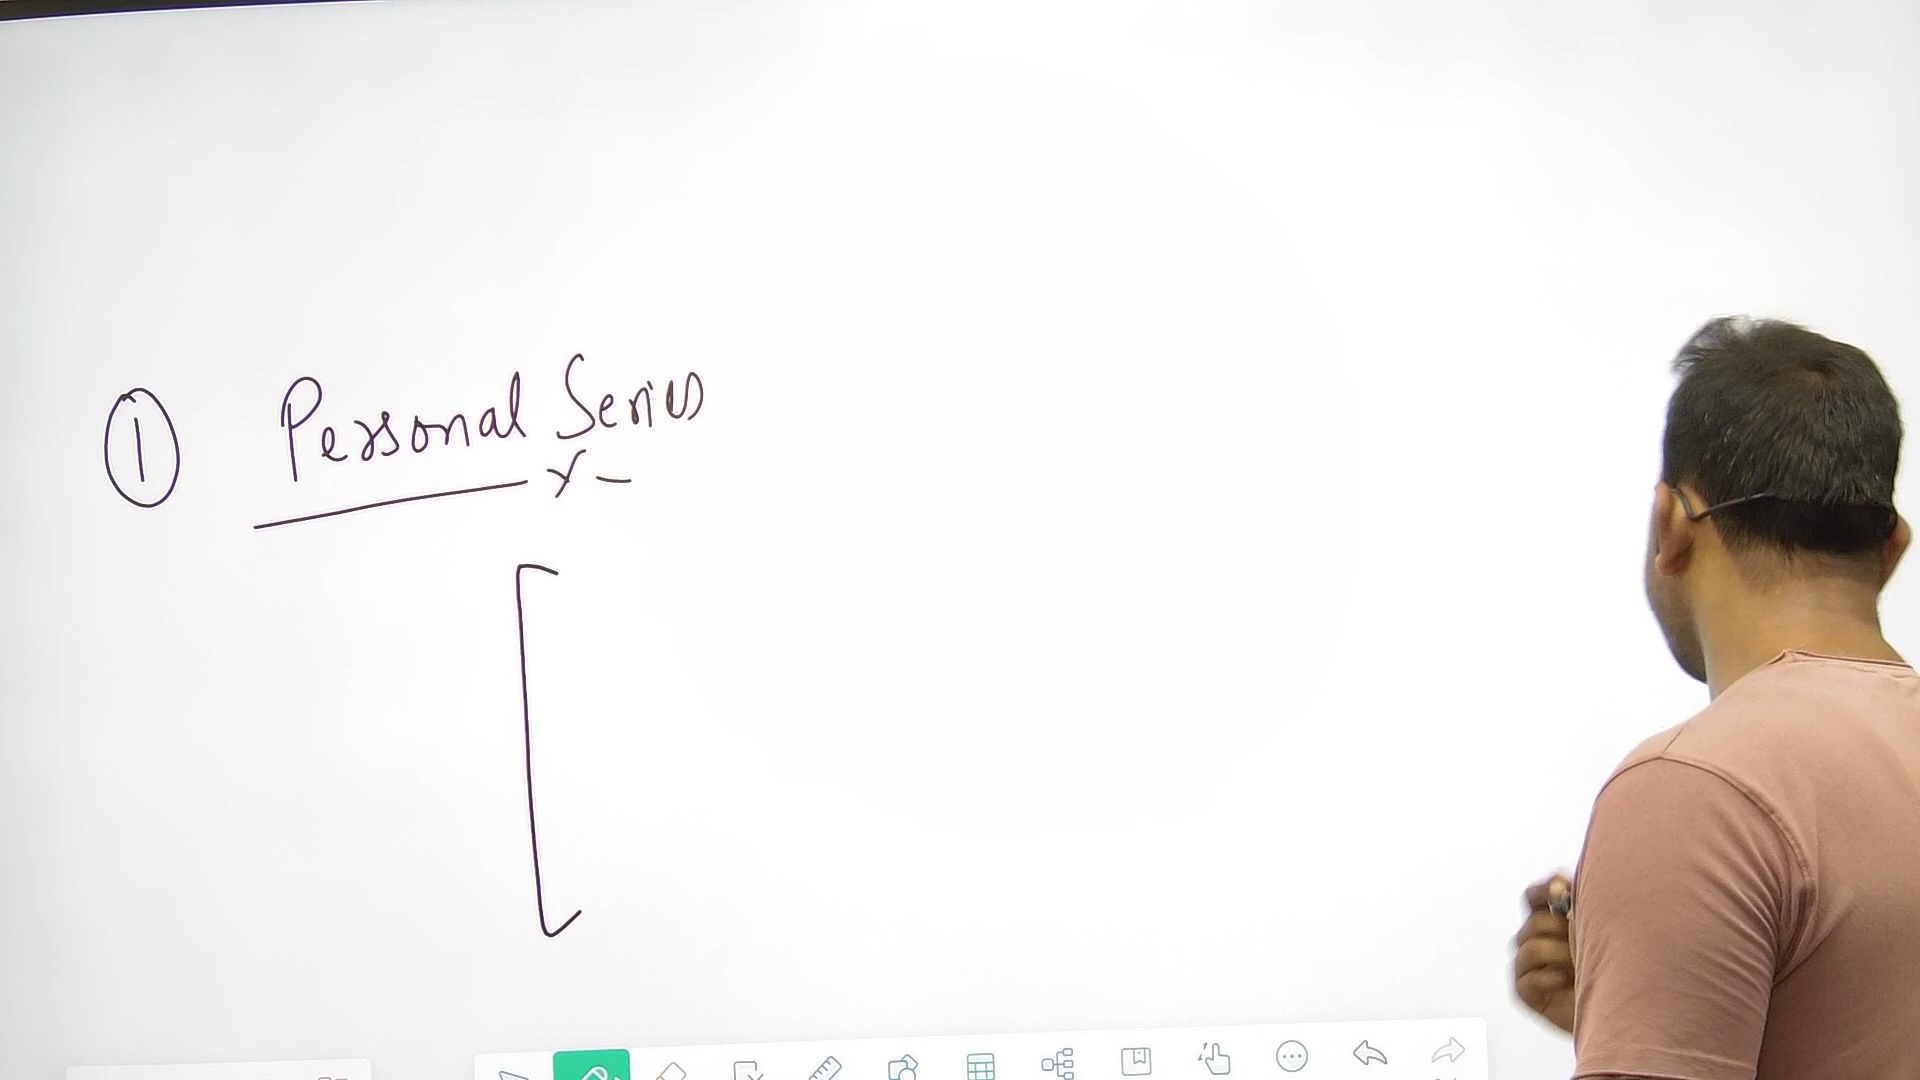 ① Personal Series
x -